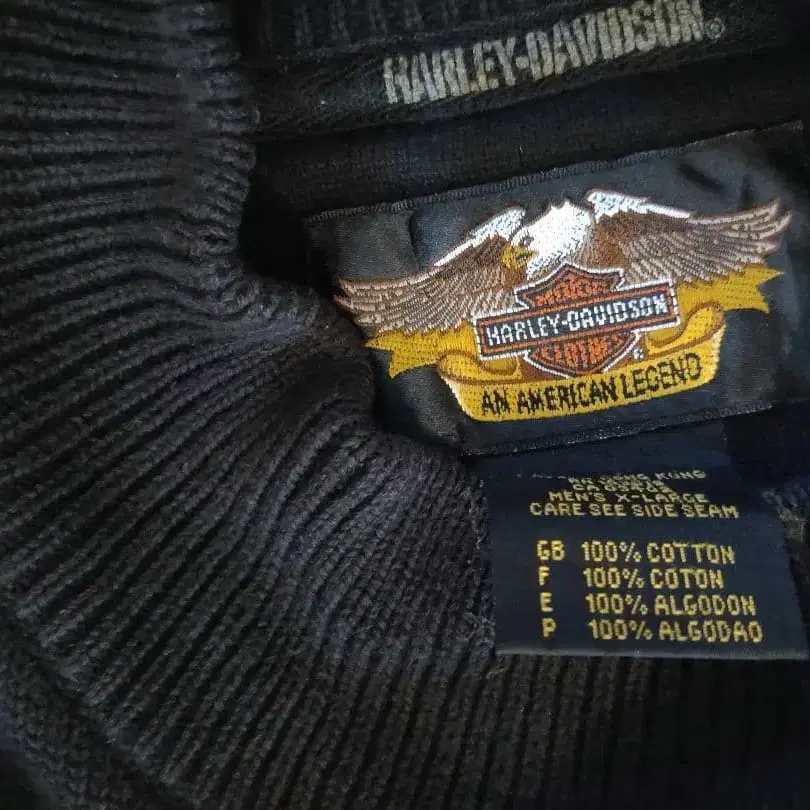 HARLEY-DAVIDSON®
MOTOR
HARLEY-DAVIDSON
®
AN AMERICAN LEGEND
KONG
MEN'S X-LARGE
CARE SEE SIDE SEAM
GB 100% COTTON
F 100% COTON
E 100% ALGODON
P 100% ALGODAO